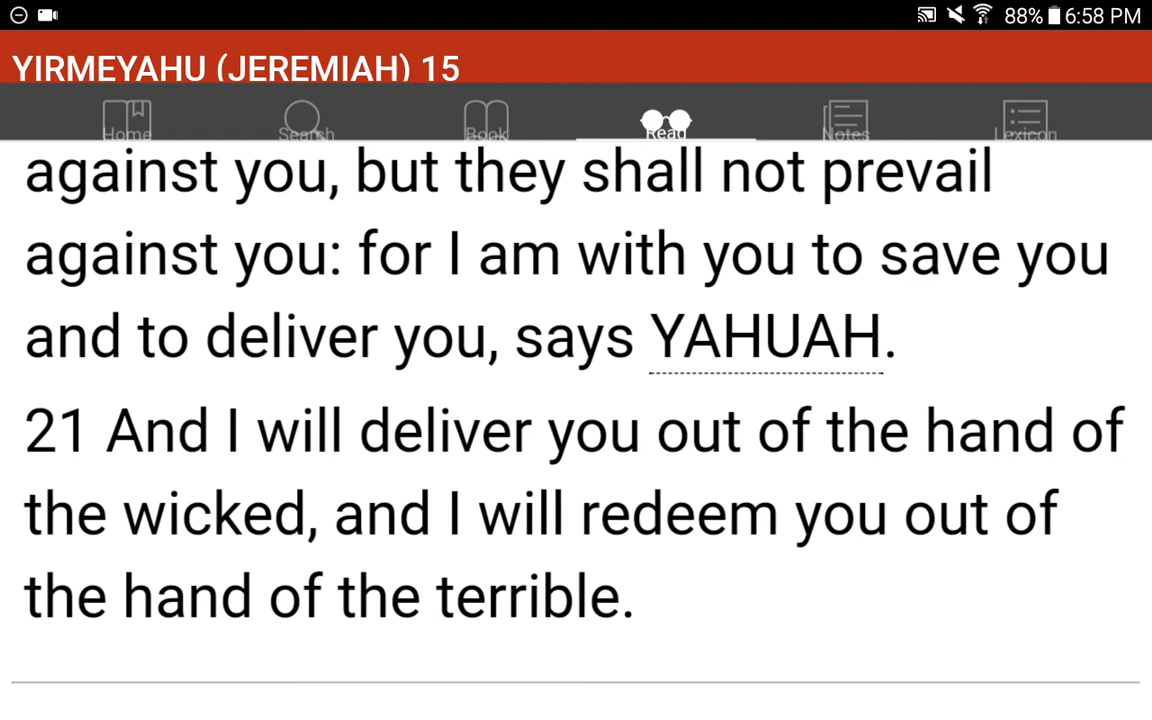 88% 6:58 PM
YIRMEYAHU (JEREMIAH) 15
Home Search Book Read Notes Lexicon
against you, but they shall not prevail
against you: for I am with you to save you
and to deliver you, says YAHUAH.
21 And I will deliver you out of the hand of
the wicked, and I will redeem you out of
the hand of the terrible.